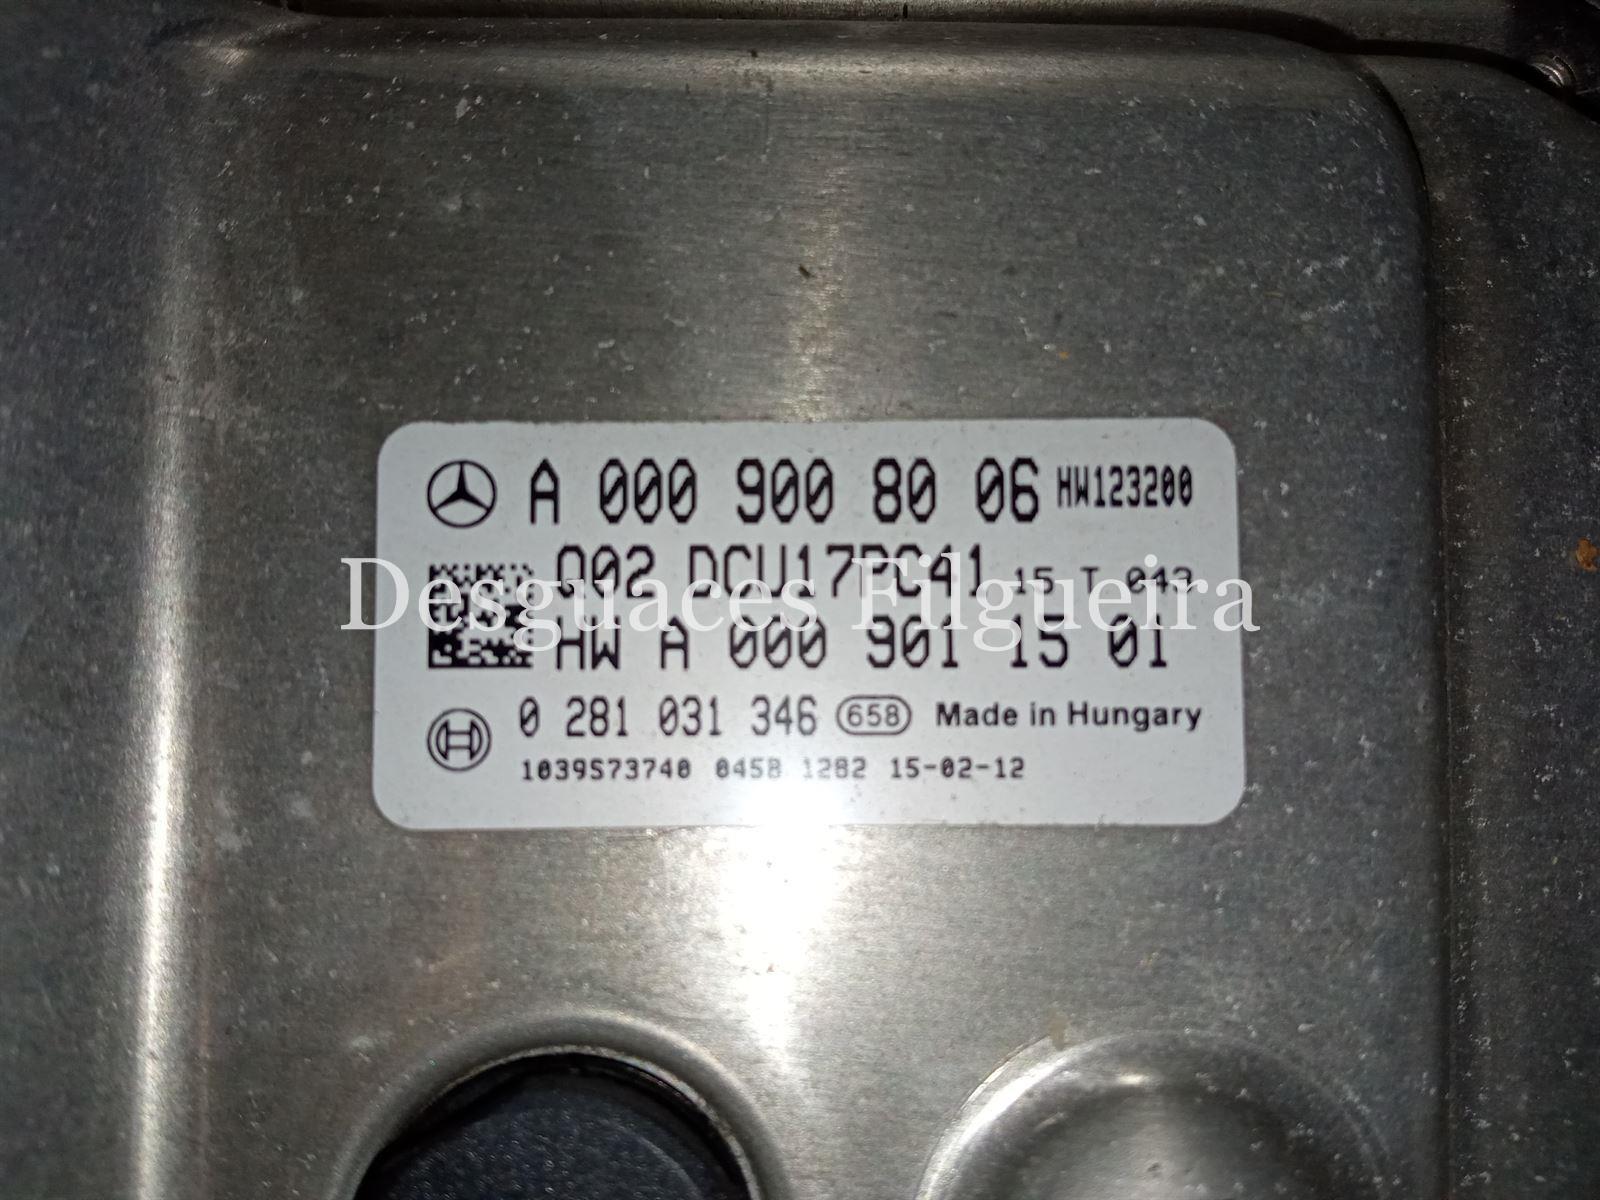 A 000 900 80 06 HW123200
Q02 DCU17PC41 15 T 043
Desguaces Filgueira
HW A 000 901 15 01
0 281 031 346 658 Made in Hungary
1039S73740 0458 1282 15-02-12